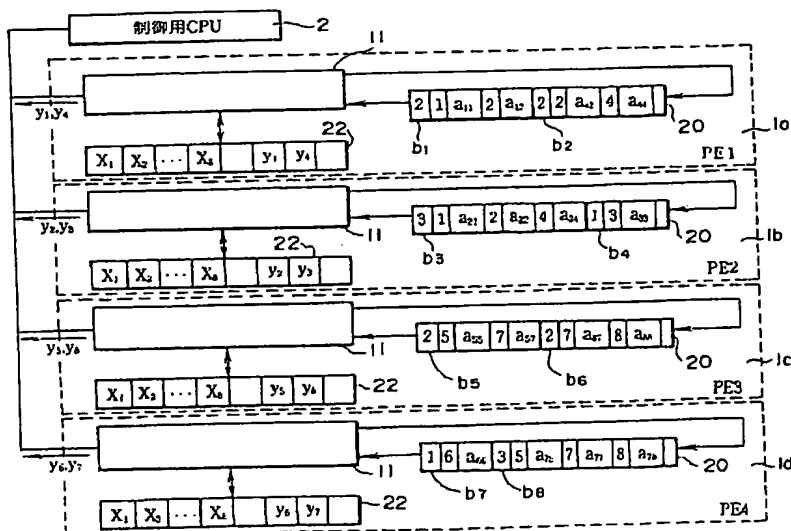 制御用CPU 2
11
2 1 a₁₁ 2 a₁₂ 2 2 a₄₂ 4 a₄₄
20
y₁,y₄
b1 b2
1a
X₁ X₂ ··· X₈ y₁ y₄
22
PE1
3 1 a₂₁ 2 a₂₂ 4 a₂₄ 1 3 a₃₃
20
y₂,y₃
11
b3 b4
1b
22
X₁ X₂ ··· X₈ y₂ y₃
PE2
2 5 a₅₅ 7 a₅₇ 2 7 a₈₇ 8 a₈₈
20
y₅,y₈
11
b5 b6
1c
X₁ X₂ ··· X₈ y₅
22
PE3
1 6 a₆₆ 3 5 a₇₅ 7 a₇₇ 8 a₇₈
20
y₆,y₇
11
b7 b8
1d
X₁ X₂ ··· y₆ y₇
22
PE4